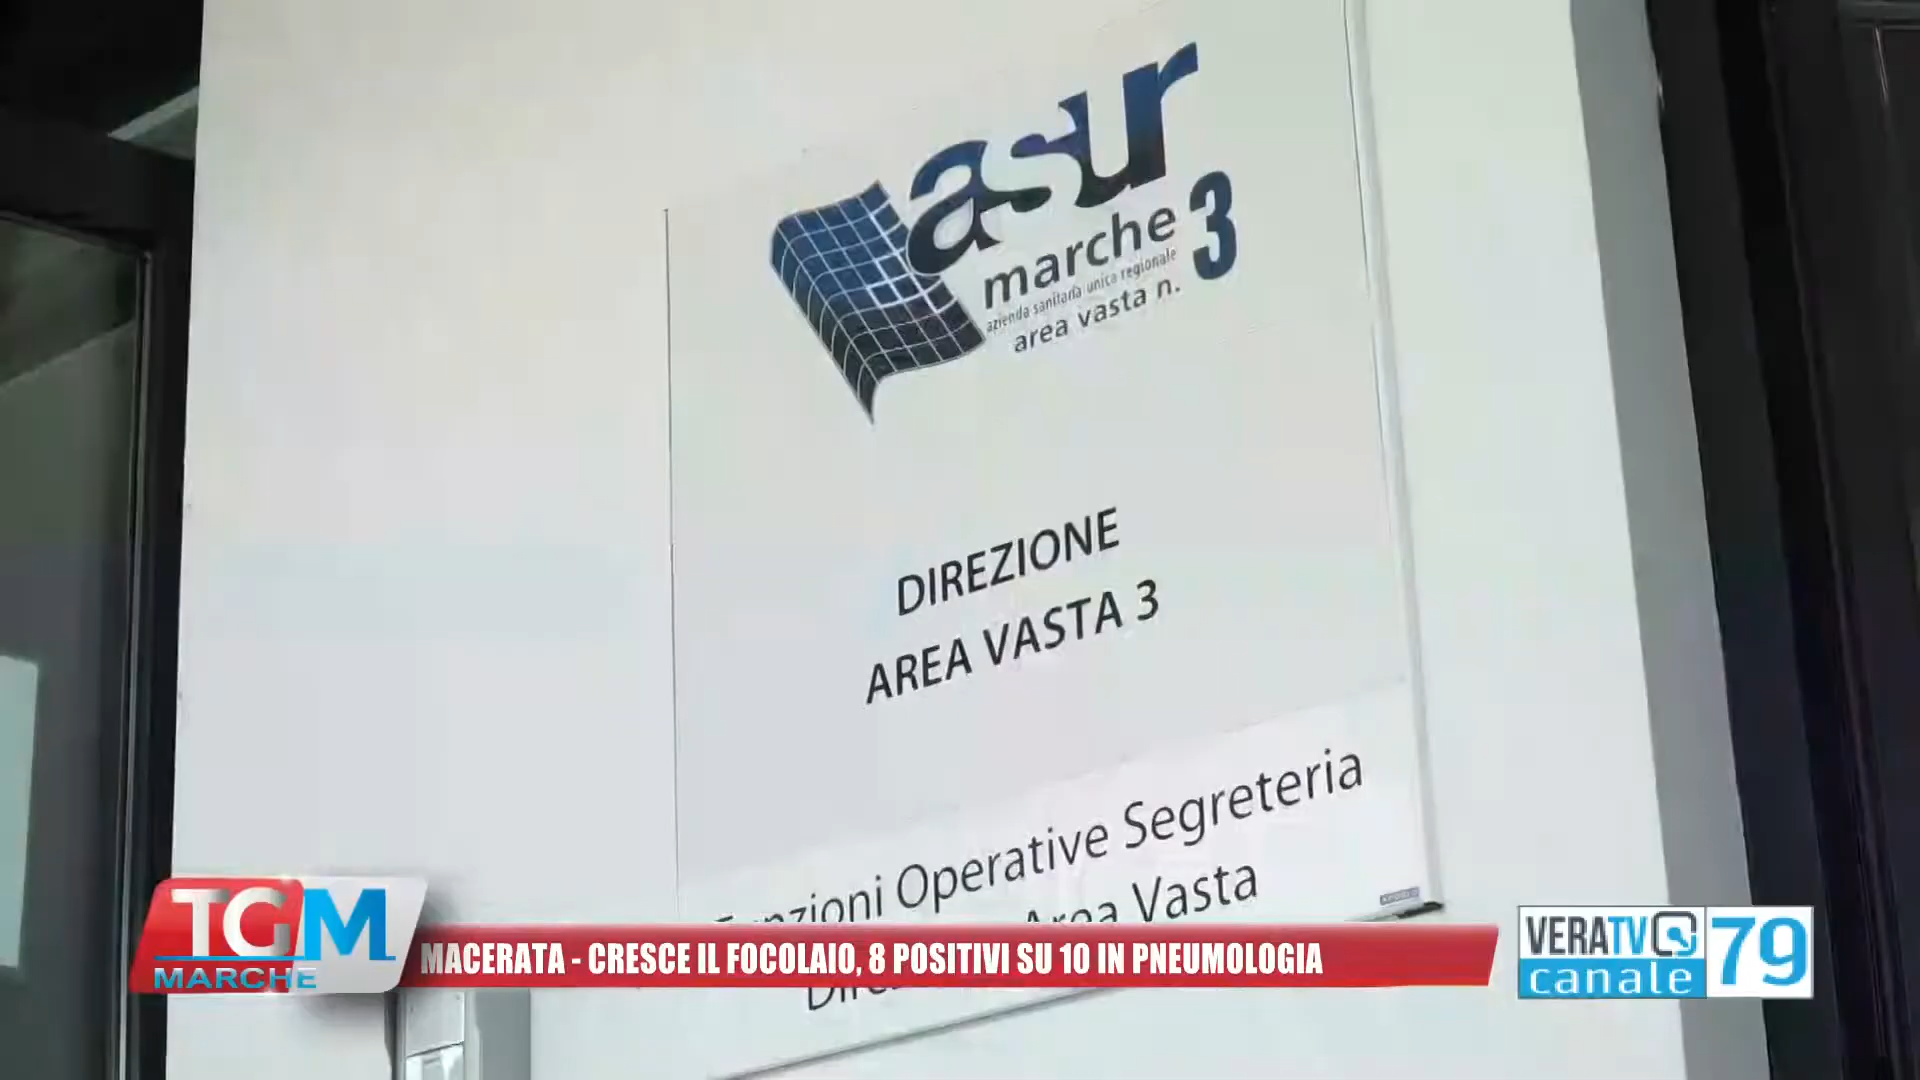 asur
marche
azienda sanitaria unica regionale
area vasta n. 3
DIREZIONE
AREA VASTA 3
Operative Segreteria
Area Vasta
TGM
MARCHE
MACERATA - CRESCE IL FOCOLAIO, 8 POSITIVI SU 10 IN PNEUMOLOGIA
VERATV
canale
79